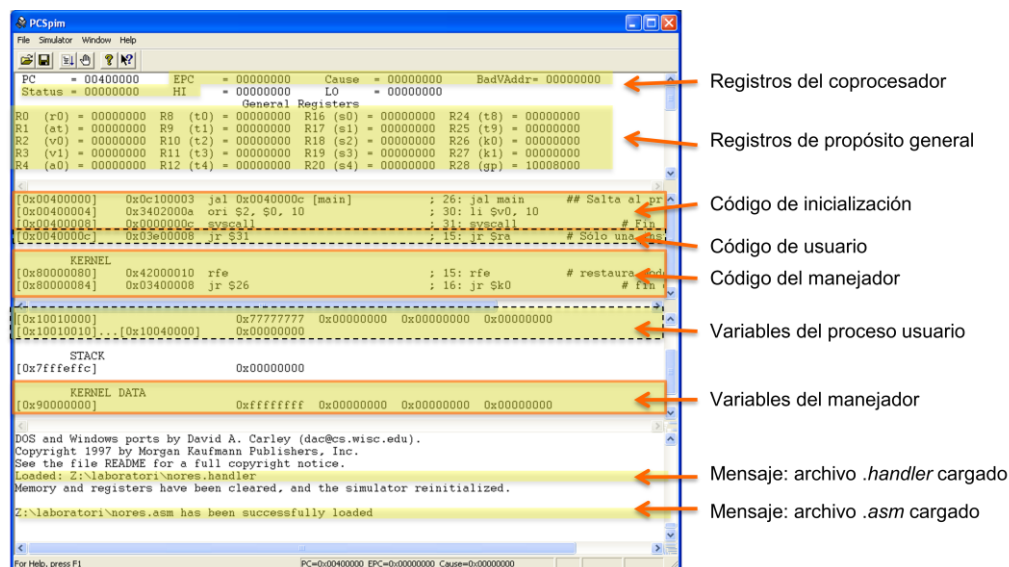 PCSpim
File Simulator Window Help
PC = 00400000 EPC = 00000000 Cause = 00000000 BadVAddr= 00000000
Status = 00000000 HI = 00000000 LO = 00000000
General Registers
R0 (r0) = 00000000 R8 (t0) = 00000000 R16 (s0) = 00000000 R24 (t8) = 00000000
R1 (at) = 00000000 R9 (t1) = 00000000 R17 (s1) = 00000000 R25 (t9) = 00000000
R2 (v0) = 00000000 R10 (t2) = 00000000 R18 (s2) = 00000000 R26 (k0) = 00000000
R3 (v1) = 00000000 R11 (t3) = 00000000 R19 (s3) = 00000000 R27 (k1) = 00000000
R4 (a0) = 00000000 R12 (t4) = 00000000 R20 (s4) = 00000000 R28 (gp) = 10008000
[0x00400000] 0x0c100003 jal 0x0040000c [main] ; 26: jal main ## Salta al pr
[0x00400004] 0x3402000a ori $2, $0, 10 ; 30: li $v0, 10
[0x00400008] 0x0000000c syscall ; 31: syscall # Fin
[0x0040000c] 0x03e00008 jr $31 ; 15: jr $ra # Sólo una
KERNEL
[0x80000080] 0x42000010 rfe ; 15: rfe # restaura
[0x80000084] 0x03400008 jr $26 ; 16: jr $k0 # fin
[0x10010000] 0x77777777 0x00000000 0x00000000 0x00000000
[0x10010010]...[0x10040000] 0x00000000
STACK
[0x7fffeffc] 0x00000000
KERNEL DATA
[0x90000000] 0xffffffff 0x00000000 0x00000000 0x00000000
DOS and Windows ports by David A. Carley (dac@cs.wisc.edu).
Copyright 1997 by Morgan Kaufmann Publishers, Inc.
See the file README for a full copyright notice.
Loaded: Z:\laboratori\nores.handler
Memory and registers have been cleared, and the simulator reinitialized.
Z:\laboratori\nores.asm has been successfully loaded
For Help, press F1 PC=0x00400000 EPC=0x00000000 Cause=0x00000000
Registros del coprocesador
Registros de propósito general
Código de inicialización
Código de usuario
Código del manejador
Variables del proceso usuario
Variables del manejador
Mensaje: archivo .handler cargado
Mensaje: archivo .asm cargado